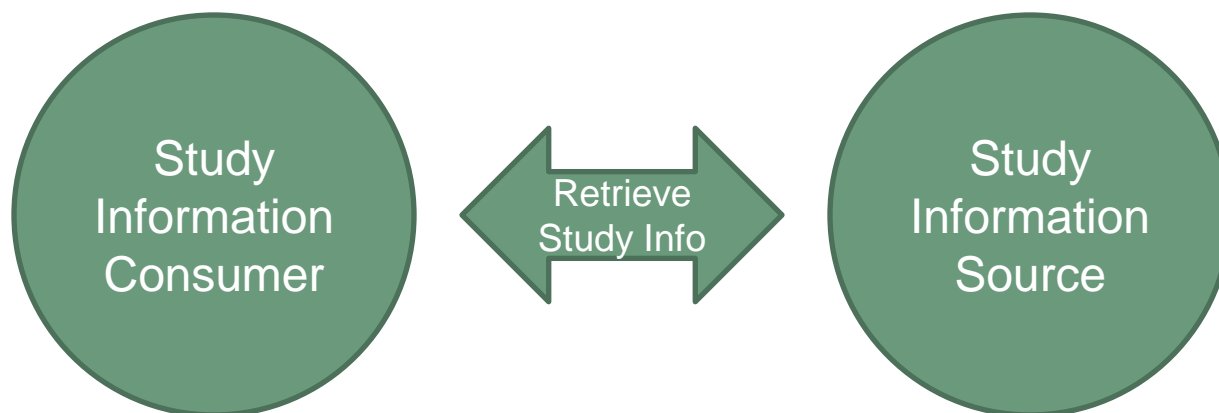 Study
Information
Consumer
Retrieve
Study Info
Study
Information
Source